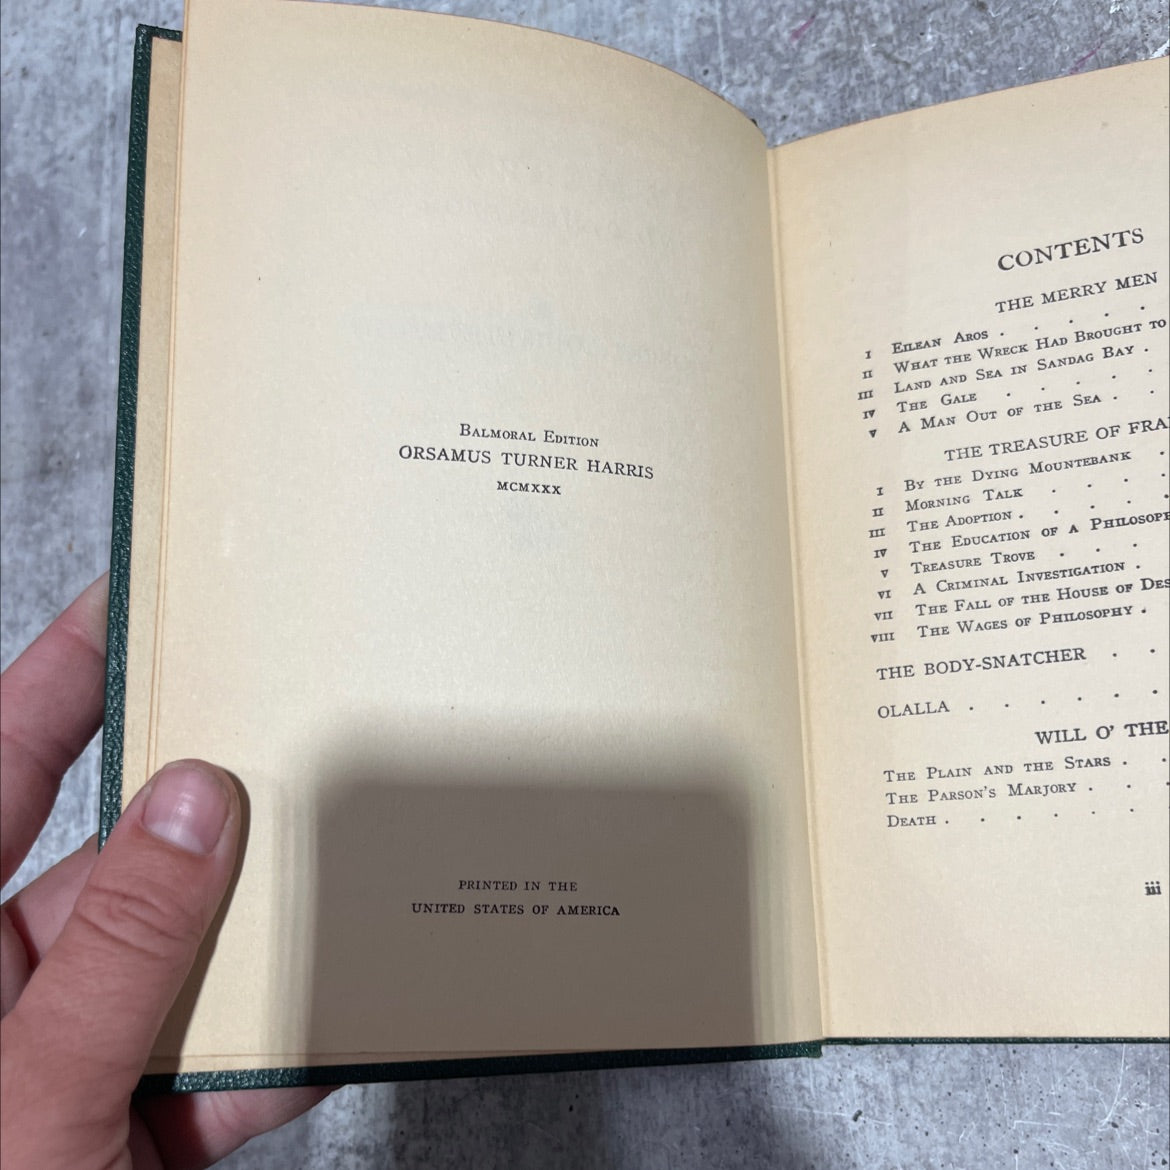 BALMORAL EDITION
ORSAMUS TURNER HARRIS
MCMXXX
PRINTED IN THE
UNITED STATES OF AMERICA
CONTENTS
THE MERRY MEN
I EILEAN AROS . . . . .
II WHAT THE WRECK HAD BROUGHT TO
III LAND AND SEA IN SANDAG BAY .
IV THE GALE . . . . .
V A MAN OUT OF THE SEA . .
THE TREASURE OF FRA
I BY THE DYING MOUNTEBANK .
II MORNING TALK . . . .
III THE ADOPTION . . . . .
IV THE EDUCATION OF A PHILOSOPH
V TREASURE TROVE . . .
VI A CRIMINAL INVESTIGATION .
VII THE FALL OF THE HOUSE OF DES
VIII THE WAGES OF PHILOSOPHY .
THE BODY-SNATCHER . .
OLALLA . . . . . .
WILL O' THE
THE PLAIN AND THE STARS . .
THE PARSON'S MARJORY . . .
DEATH . . . . . .
iii